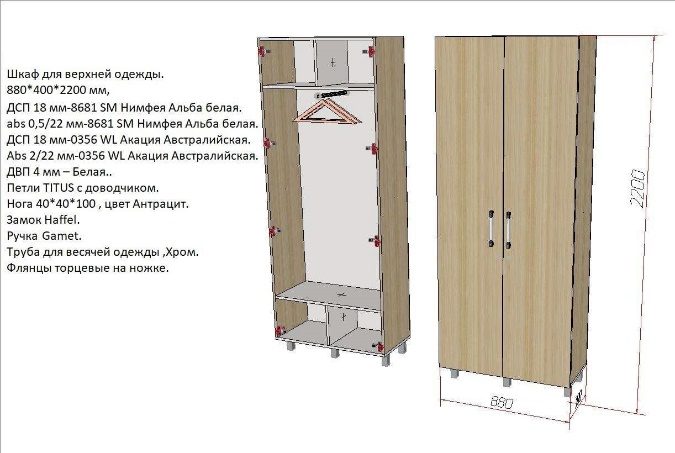 Шкаф для верхней одежды.
880*400*2200 мм,
ДСП 18 мм-8681 SM Нимфея Альба белая.
abs 0,5/22 мм-8681 SM Нимфея Альба белая.
ДСП 18 мм-0356 WL Акация Австралийская.
Abs 2/22 мм-0356 WL Акация Австралийская.
ДВП 4 мм – Белая..
Петли TITUS с доводчиком.
Нога 40*40*100 , цвет Антрацит.
Замок Haffel.
Ручка Gamet.
Труба для весячей одежды ,Хром.
Флянцы торцевые на ножке.
2200
880